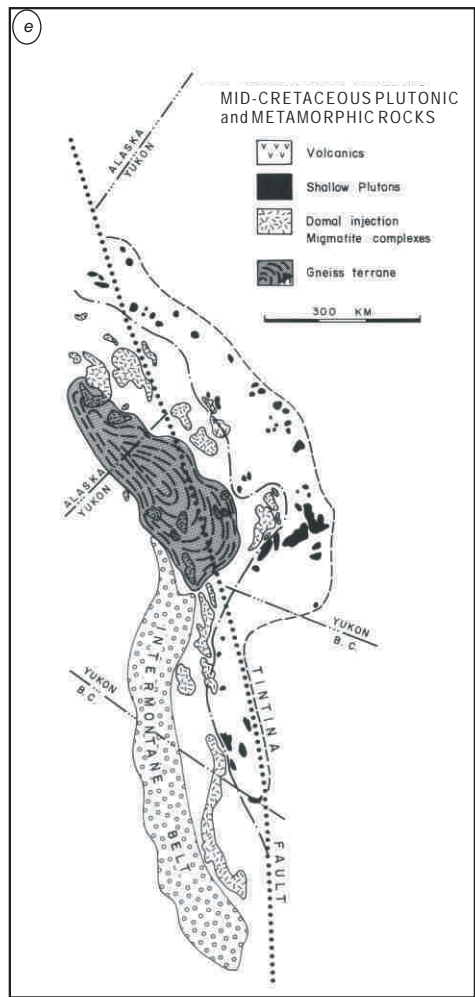 e
MID-CRETACEOUS PLUTONIC
and METAMORPHIC ROCKS
Volcanics
Shallow Plutons
Domal injection
Migmatite complexes
Gneiss terrane
300 KM
ALASKA
YUKON
ALASKA
YUKON
YUKON
B.C.
YUKON
B.C.
INTERMONTANE
BELT
TINTINA
FAULT